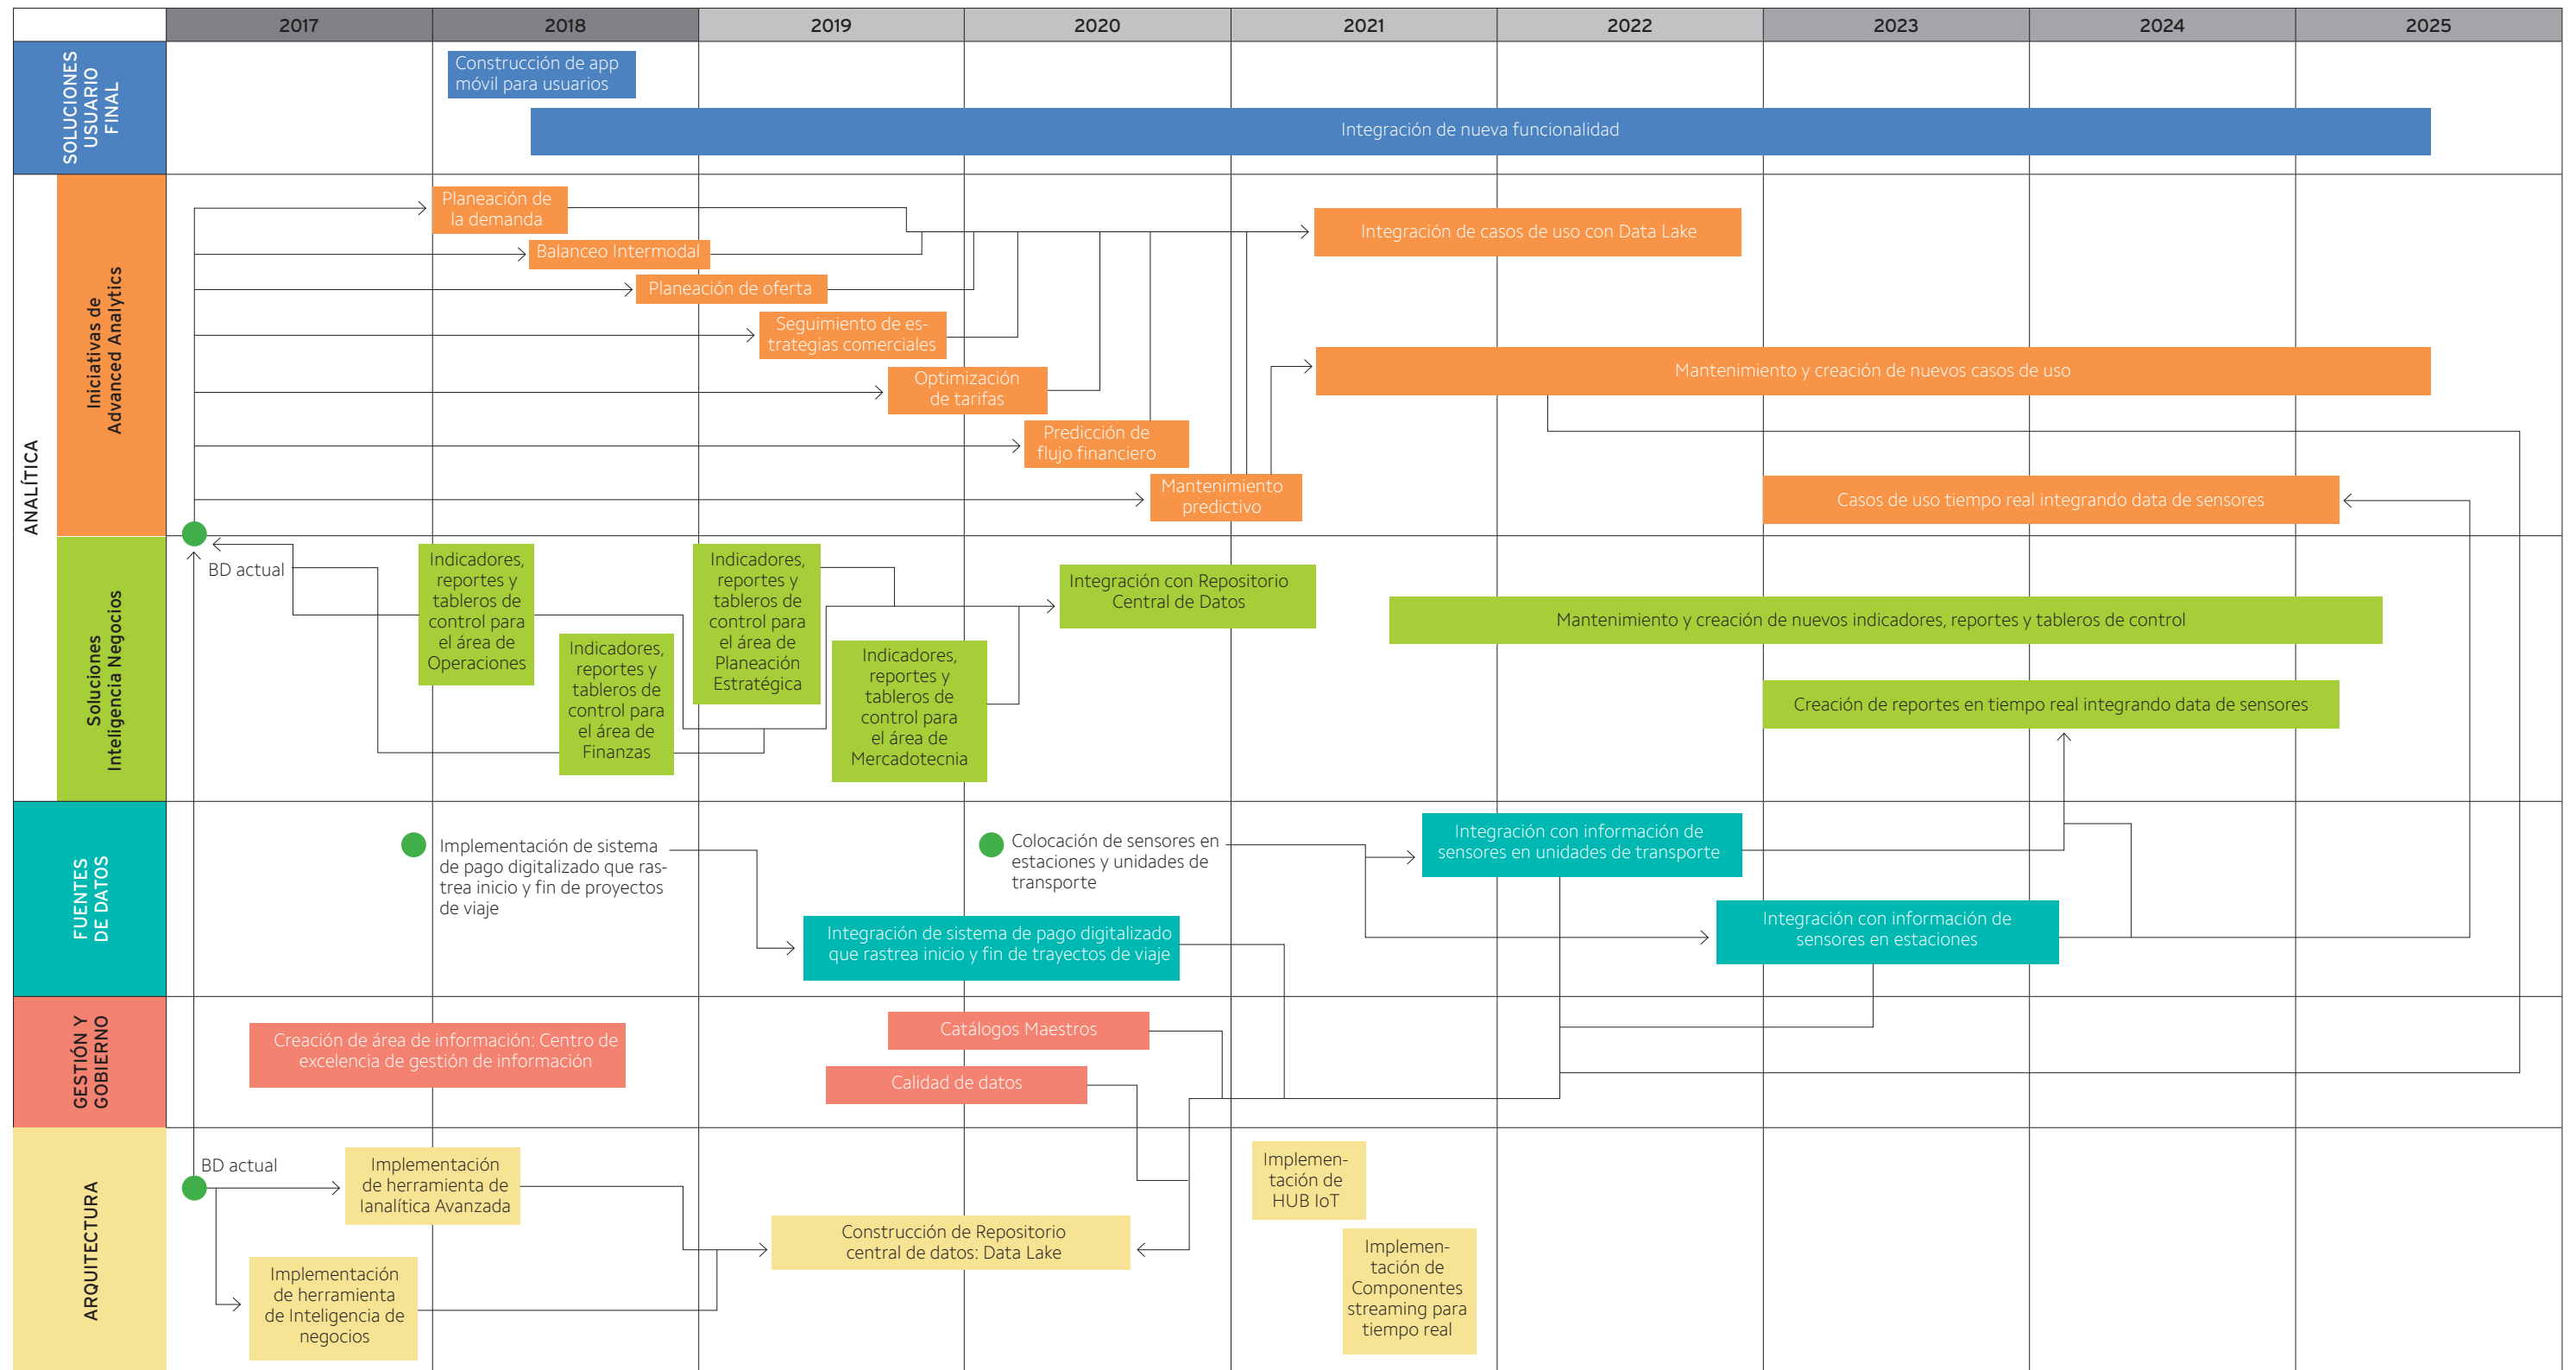 2017
2018
2019
2020
2021
2022
2023
2024
2025
SOLUCIONES
USUARIO
FINAL
Construcción de app
móvil para usuarios
Integración de nueva funcionalidad
ANALÍTICA
Iniciativas de
Advanced Analytics
Planeación de
la demanda
Balanceo Intermodal
Planeación de oferta
Seguimiento de es-
trategias comerciales
Optimización
de tarifas
Predicción de
flujo financiero
Mantenimiento
predictivo
Integración de casos de uso con Data Lake
Mantenimiento y creación de nuevos casos de uso
Casos de uso tiempo real integrando data de sensores
Soluciones
Inteligencia Negocios
BD actual
Indicadores,
reportes y
tableros de
control para
el área de
Operaciones
Indicadores,
reportes y
tableros de
control para
el área de
Finanzas
Indicadores,
reportes y
tableros de
control para
el área de
Planeación
Estratégica
Indicadores,
reportes y
tableros de
control para
el área de
Mercadotecnia
Integración con Repositorio
Central de Datos
Mantenimiento y creación de nuevos indicadores, reportes y tableros de control
Creación de reportes en tiempo real integrando data de sensores
FUENTES
DE DATOS
Implementación de sistema
de pago digitalizado que ras-
trea inicio y fin de proyectos
de viaje
Integración de sistema de pago digitalizado
que rastrea inicio y fin de trayectos de viaje
Colocación de sensores en
estaciones y unidades de
transporte
Integración con información de
sensores en unidades de transporte
Integración con información de
sensores en estaciones
GESTIÓN Y
GOBIERNO
Creación de área de información: Centro de
excelencia de gestión de información
Catálogos Maestros
Calidad de datos
ARQUITECTURA
BD actual
Implementación
de herramienta de
Ianalítica Avanzada
Implementación
de herramienta
de Inteligencia de
negocios
Construcción de Repositorio
central de datos: Data Lake
Implemen-
tación de
HUB IoT
Implemen-
tación de
Componentes
streaming para
tiempo real